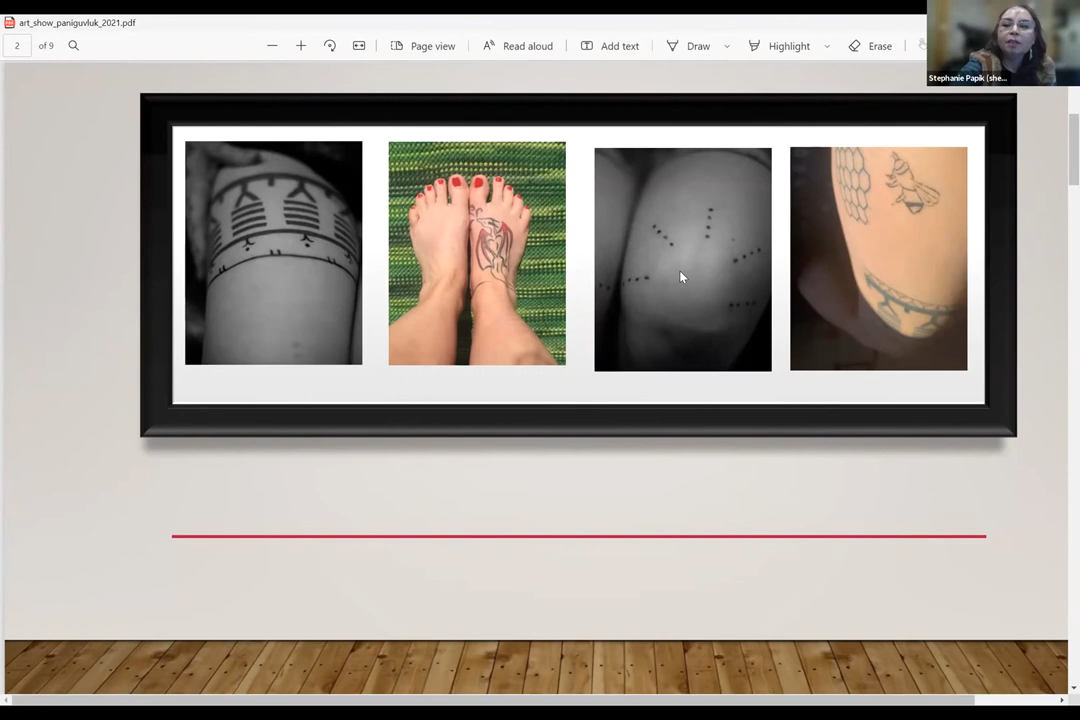 art_show_paniguvluk_2021.pdf
2 of 9 Page view Read aloud Add text Draw Highlight Erase
Stephanie Papik (she...